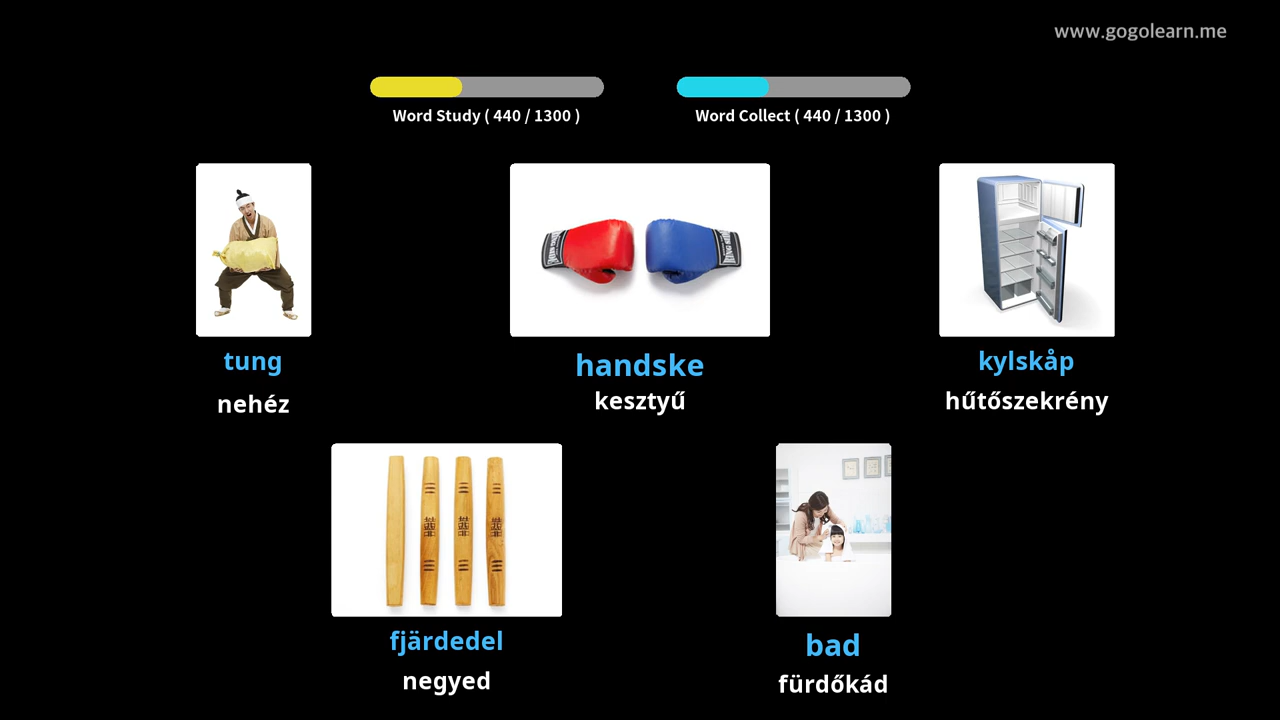 www.gogolearn.me
Word Study ( 440 / 1300 )
Word Collect ( 440 / 1300 )
tung
nehéz
handske
kesztyű
kylskåp
hűtőszekrény
fjärdedel
negyed
bad
fürdőkád